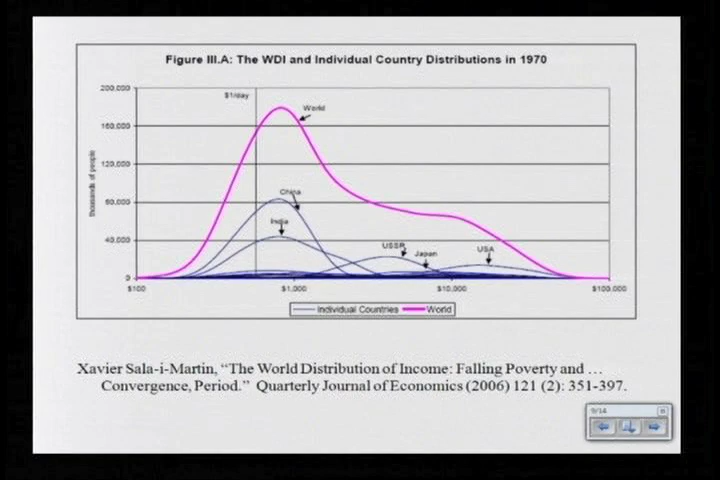 Figure III.A: The WDI and Individual Country Distributions in 1970
200,000
$1/day
World
160,000
120,000
thousands of people
China
80,000
India
40,000
USSR
Japan
USA
0
$100
$1,000
$10,000
$100,000
Individual Countries
World
Xavier Sala-i-Martin, “The World Distribution of Income: Falling Poverty and …
Convergence, Period.” Quarterly Journal of Economics (2006) 121 (2): 351-397.
9/14